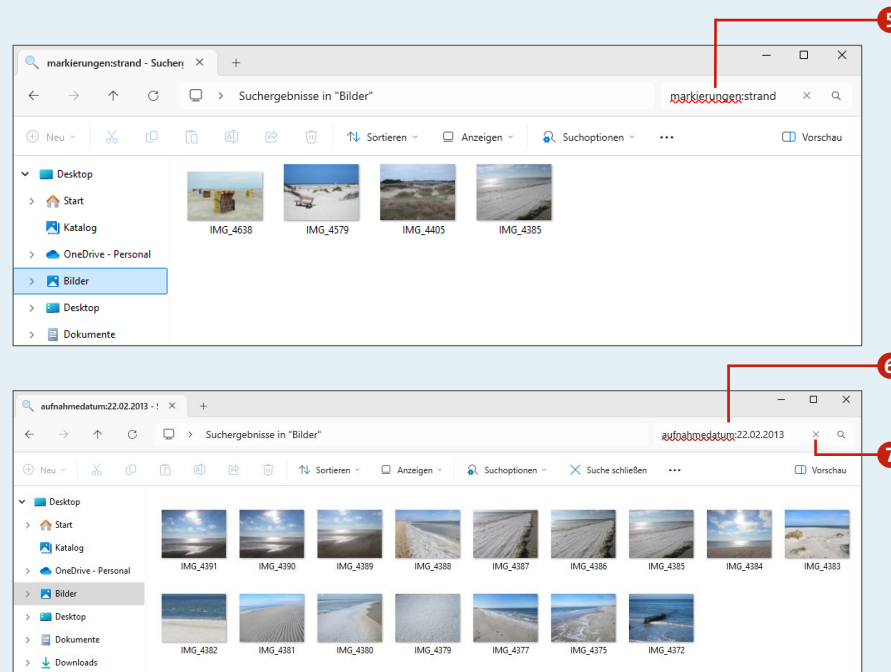 5
markierungen:strand - Suchen
Suchergebnisse in "Bilder"
markierungen:strand
Neu
Sortieren
Anzeigen
Suchoptionen
Vorschau
Desktop
Start
Katalog
OneDrive - Personal
Bilder
Desktop
Dokumente
IMG_4638
IMG_4579
IMG_4405
IMG_4385
6
aufnahmedatum:22.02.2013 - S
Suchergebnisse in "Bilder"
aufnahmedatum:22.02.2013
7
Neu
Sortieren
Anzeigen
Suchoptionen
Suche schließen
Vorschau
Desktop
Start
Katalog
OneDrive - Personal
Bilder
Desktop
Dokumente
Downloads
IMG_4391
IMG_4390
IMG_4389
IMG_4388
IMG_4387
IMG_4386
IMG_4385
IMG_4384
IMG_4383
IMG_4382
IMG_4381
IMG_4380
IMG_4379
IMG_4377
IMG_4375
IMG_4372